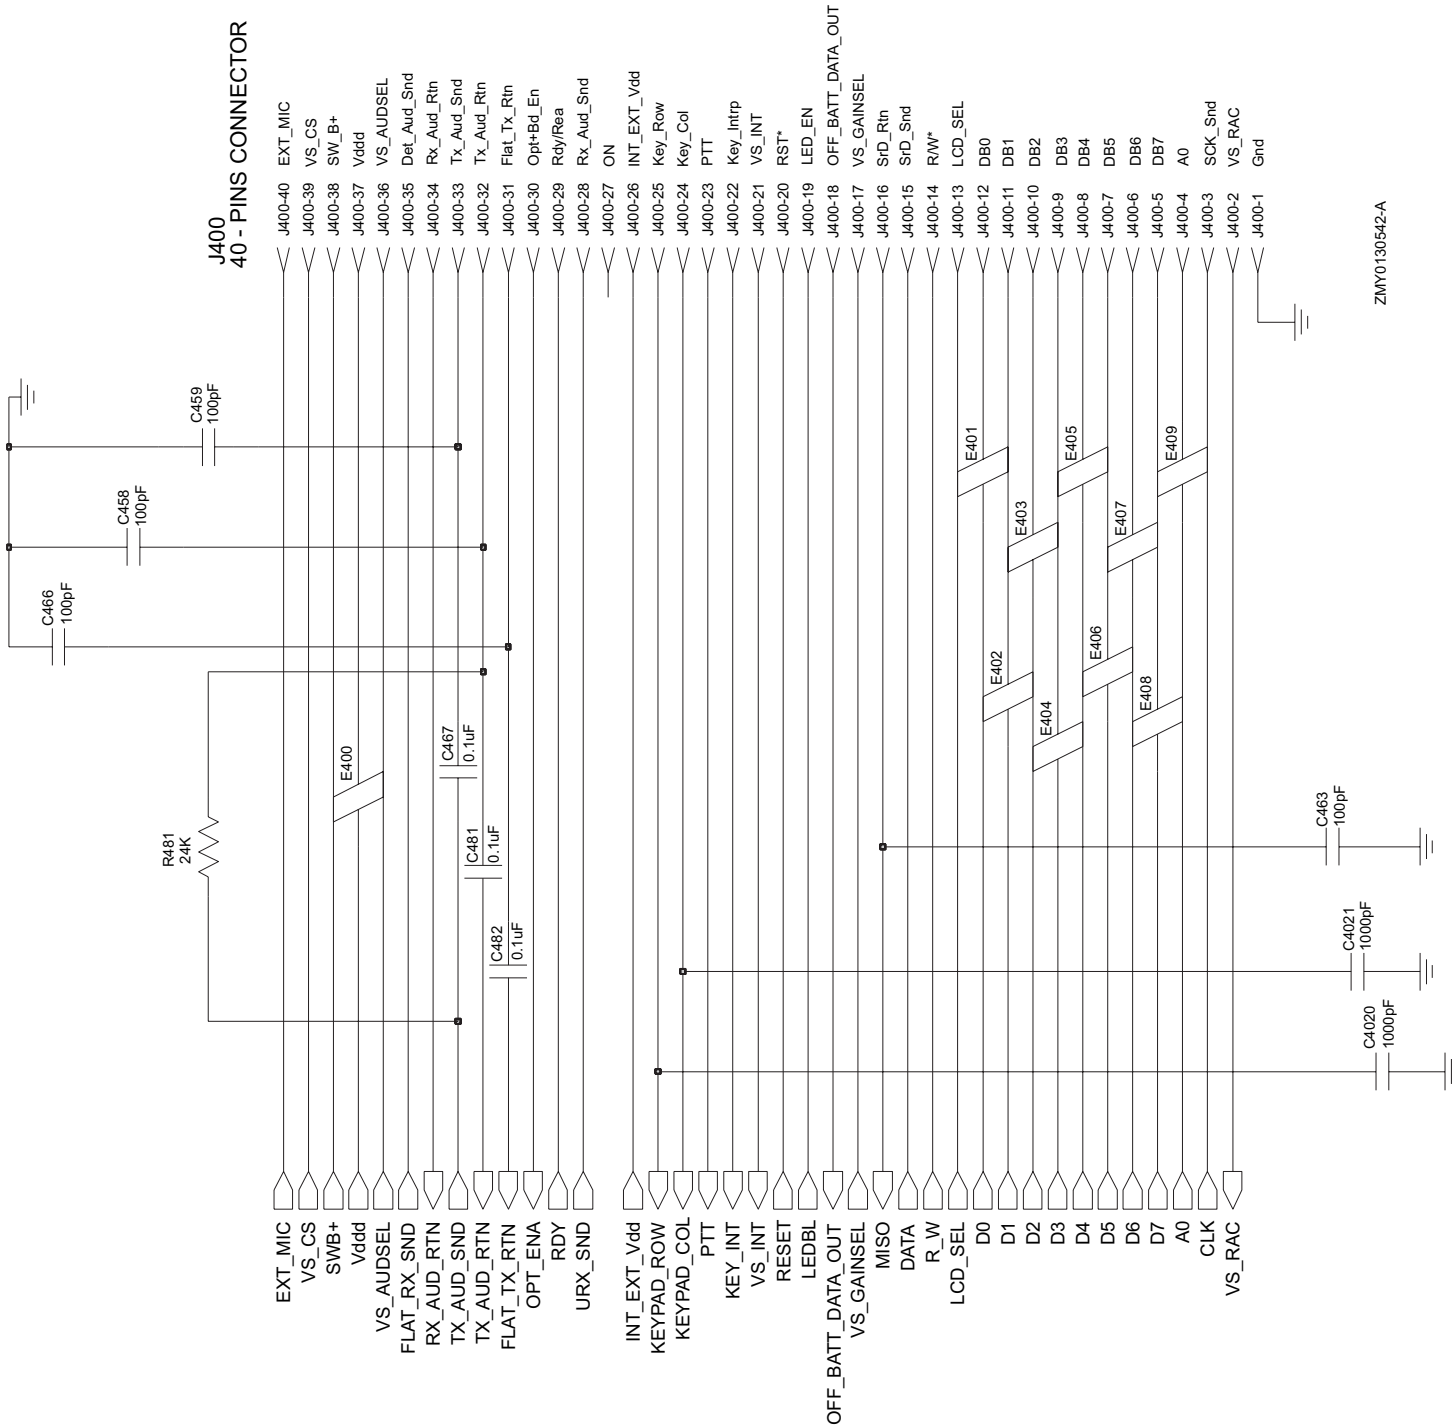 J400
40 - PINS CONNECTOR
J400-40 EXT_MIC
J400-39 VS_CS
J400-38 SW_B+
J400-37 Vddd
J400-36 VS_AUDSEL
J400-35 Det_Aud_Snd
J400-34 Rx_Aud_Rtn
J400-33 Tx_Aud_Snd
J400-32 Tx_Aud_Rtn
J400-31 Flat_Tx_Rtn
J400-30 Opt+Bd_En
J400-29 Rdy/Rea
J400-28 Rx_Aud_Snd
J400-27 ON
J400-26 INT_EXT_Vdd
J400-25 Key_Row
J400-24 Key_Col
J400-23 PTT
J400-22 Key_Intrp
J400-21 VS_INT
J400-20 RST*
J400-19 LED_EN
J400-18 OFF_BATT_DATA_OUT
J400-17 VS_GAINSEL
J400-16 SrD_Rtn
J400-15 SrD_Snd
J400-14 R/W*
J400-13 LCD_SEL
J400-12 DB0
J400-11 DB1
J400-10 DB2
J400-9 DB3
J400-8 DB4
J400-7 DB5
J400-6 DB6
J400-5 DB7
J400-4 A0
J400-3 SCK_Snd
J400-2 VS_RAC
J400-1 Gnd
C459
100pF
C458
100pF
C466
100pF
R481
24K
E400
C467
0.1uF
C481
0.1uF
C482
0.1uF
E401
E405
E409
E403
E407
E402
E406
E404
E408
C463
100pF
C4021
1000pF
C4020
1000pF
EXT_MIC
VS_CS
SWB+
Vddd
VS_AUDSEL
FLAT_RX_SND
RX_AUD_RTN
TX_AUD_SND
TX_AUD_RTN
FLAT_TX_RTN
OPT_ENA
RDY
URX_SND
INT_EXT_Vdd
KEYPAD_ROW
KEYPAD_COL
PTT
KEY_INT
VS_INT
RESET
LEDBL
OFF_BATT_DATA_OUT
VS_GAINSEL
MISO
DATA
R_W
LCD_SEL
D0
D1
D2
D3
D4
D5
D6
D7
A0
CLK
VS_RAC
ZMY0130542-A